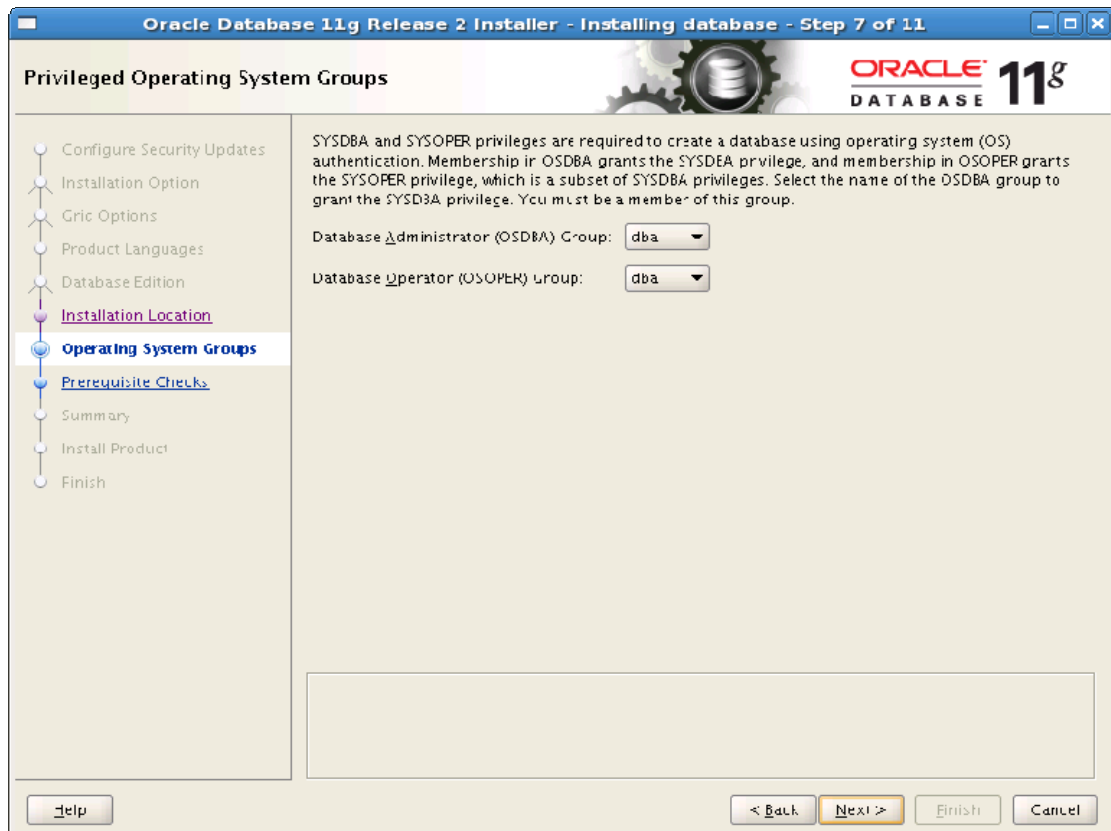 Oracle Database 11g Release 2 Installer - Installing database - Step 7 of 11
Privileged Operating System Groups
ORACLE
DATABASE
11g
Configure Security Updates
Installation Option
Gric Options
Product Languages
Database Edition
Installation Location
Operating System Groups
Prerequisite Checks
Summary
Install Product
Finish
SYSDBA and SYSOPER privileges are required to create a database using operating system (OS)
authentication. Membership in OSDBA grants the SYSDBA privilege, and membership in OSOPER grants
the SYSOPER privilege, which is a subset of SYSDBA privileges. Select the name of the OSDBA group to
grant the SYSDBA privilege. You must be a member of this group.
Database Administrator (OSDBA) Group:
dba
Database Operator (OSOPER) Group:
dba
Help
< Back
Next >
Finish
Cancel